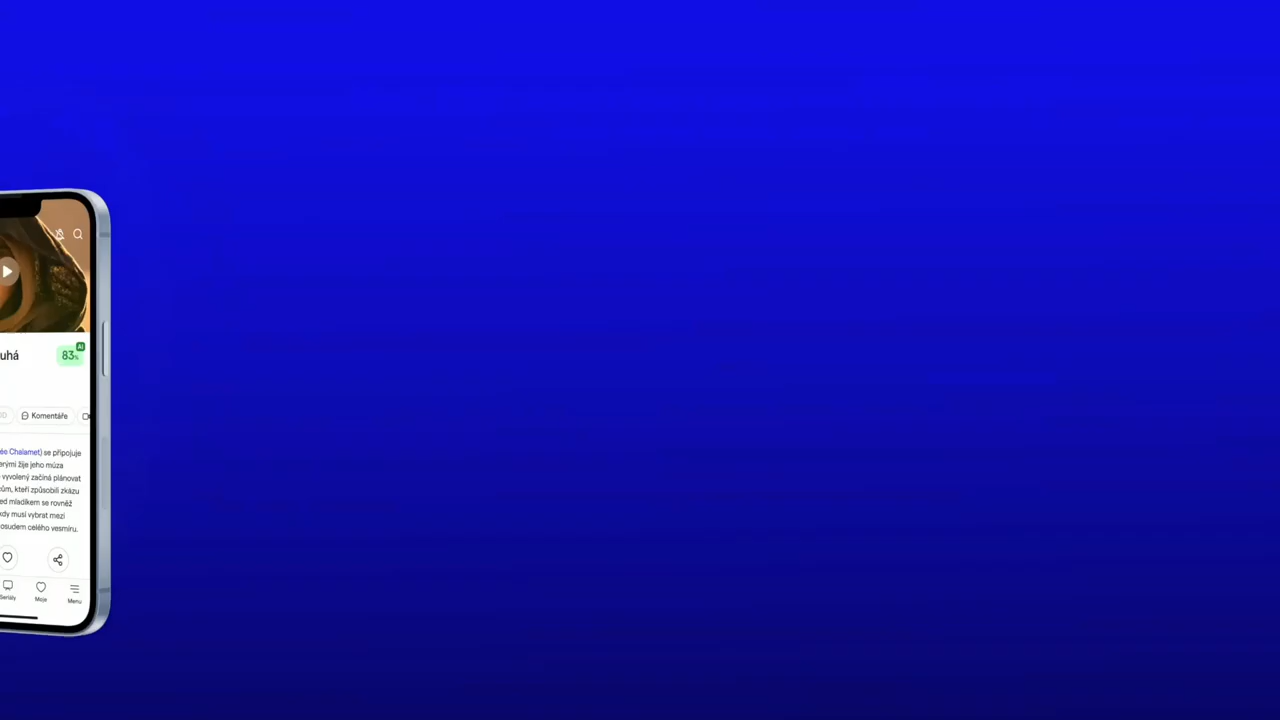 uhá
83%
AI
Komentáře
ée Chalamet) se připojuje
erými žije jeho múza
vyvolený začíná plánovat
ům, kteří způsobili zkázu
ed mladíkem se rovněž
kdy musí vybrat mezi
osudem celého vesmíru.
Seriály
Moje
Menu